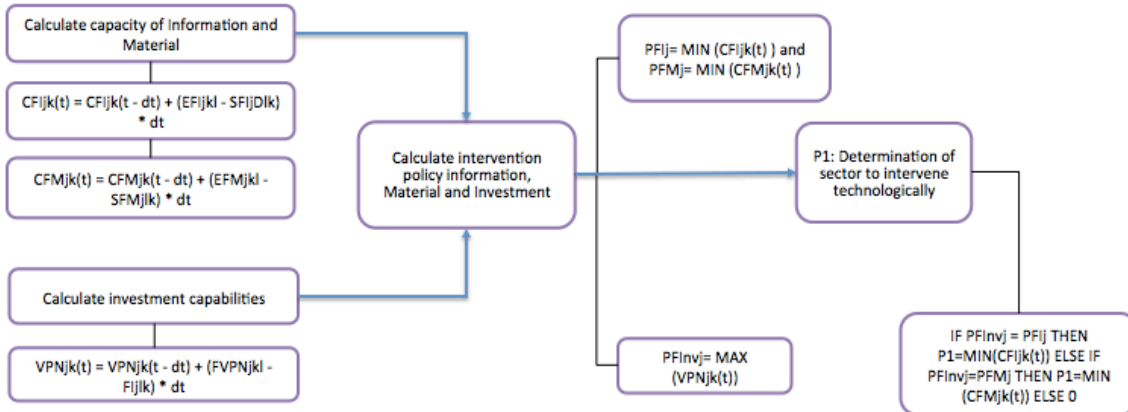 Calculate capacity of Information and
Material
CFIjk(t) = CFIjk(t - dt) + (EFIjkl - SFIjDlk)
* dt
CFMjk(t) = CFMjk(t - dt) + (EFMjkl -
SFMjlk) * dt
Calculate investment capabilities
VPNjk(t) = VPNjk(t - dt) + (FVPNjkl -
FIjlk) * dt
Calculate intervention
policy information,
Material and Investment
PFIj= MIN (CFIjk(t) ) and
PFMj= MIN (CFMjk(t) )
PFInvj= MAX
(VPNjk(t))
P1: Determination of
sector to intervene
technologically
IF PFInvj = PFIj THEN
P1=MIN(CFIjk(t)) ELSE IF
PFInvj=PFMj THEN P1=MIN
(CFMjk(t)) ELSE 0